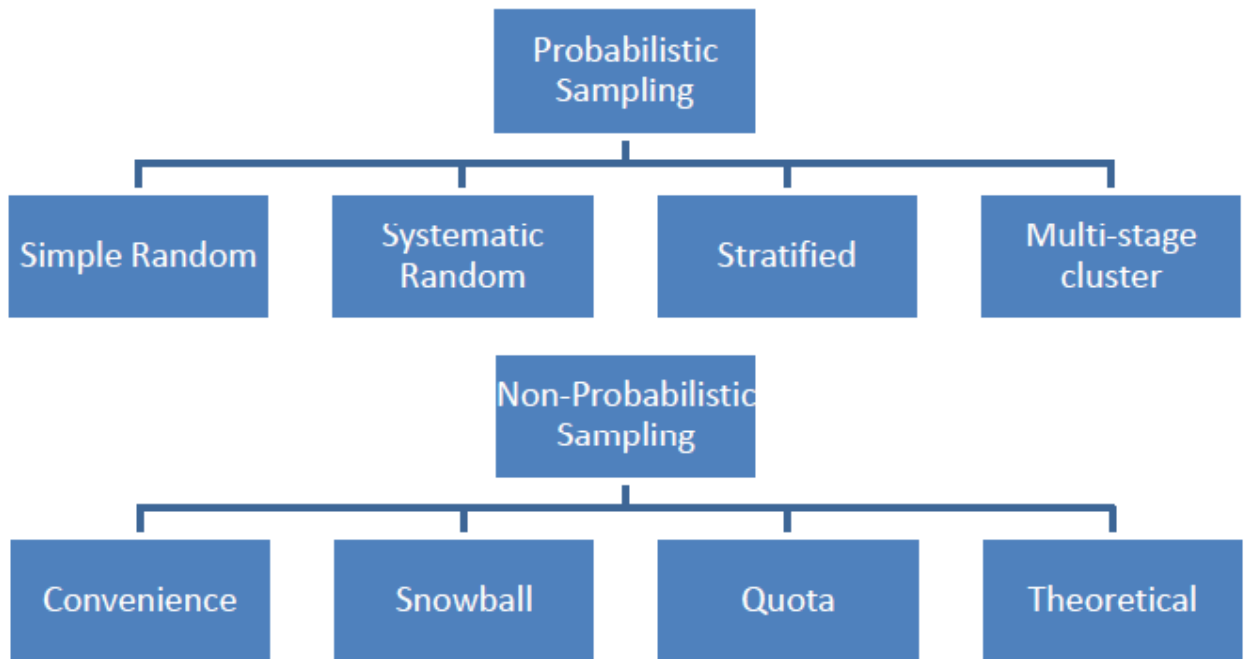 Probabilistic
Sampling
Simple Random
Systematic
Random
Stratified
Multi-stage
cluster
Non-Probabilistic
Sampling
Convenience
Snowball
Quota
Theoretical